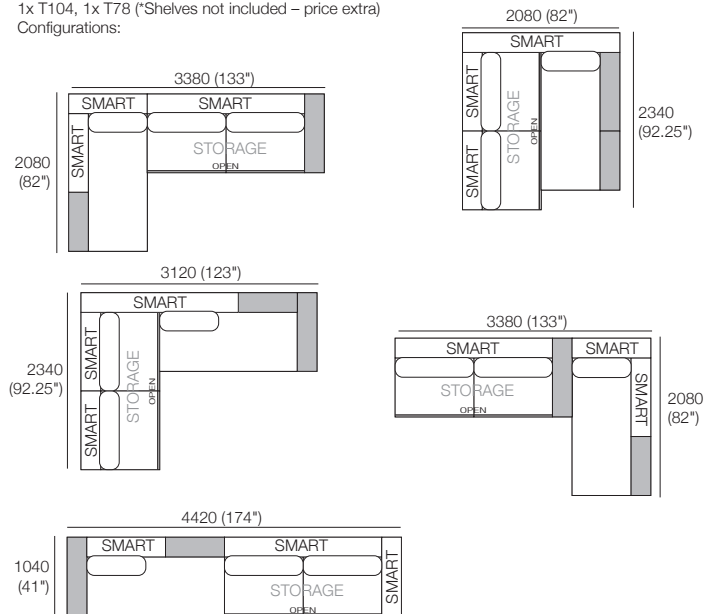 1x T104, 1x T78 (*Shelves not included – price extra)
Configurations:
2080 (82")
SMART
SMART
SMART
STORAGE
OPEN
2340
(92.25")
3380 (133")
SMART
SMART
SMART
STORAGE
OPEN
2080
(82")
3120 (123")
SMART
SMART
SMART
STORAGE
OPEN
2340
(92.25")
3380 (133")
SMART
SMART
SMART
STORAGE
OPEN
2080
(82")
4420 (174")
SMART
SMART
SMART
STORAGE
OPEN
1040
(41")